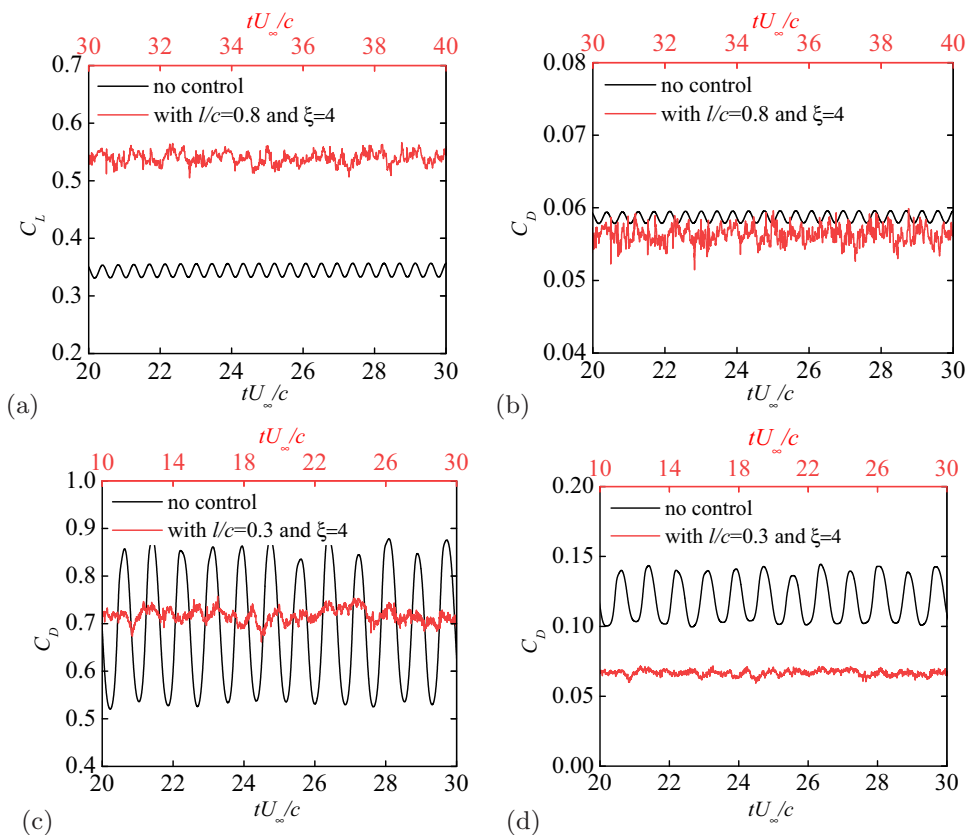 tU∞/c
30 32 34 36 38 40
0.7
0.6
0.5
0.4
0.3
0.2
C_L
no control
with l/c=0.8 and ξ=4
20 22 24 26 28 30
tU∞/c
(a)
tU∞/c
30 32 34 36 38 40
0.08
0.07
0.06
0.05
0.04
C_D
no control
with l/c=0.8 and ξ=4
20 22 24 26 28 30
tU∞/c
(b)
tU∞/c
10 14 18 22 26 30
1.0
0.9
0.8
0.7
0.6
0.5
0.4
C_D
no control
with l/c=0.3 and ξ=4
20 22 24 26 28 30
tU∞/c
(c)
tU∞/c
10 14 18 22 26 30
0.20
0.15
0.10
0.05
0.00
C_D
no control
with l/c=0.3 and ξ=4
20 22 24 26 28 30
tU∞/c
(d)